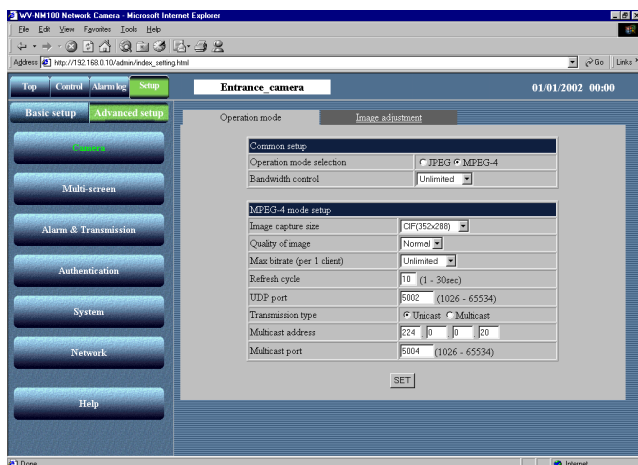 WV-NM100 Network Camera - Microsoft Internet Explorer
File Edit View Favorites Tools Help
Address http://192.168.0.10/admin/index_setting.html Go Links
Top Control Alarm log Setup Entrance_camera 01/01/2002 00:00
Basic setup Advanced setup
Operation mode Image adjustment
Camera
Multi-screen
Alarm & Transmission
Authentication
System
Network
Help
Common setup
Operation mode selection JPEG MPEG-4
Bandwidth control Unlimited
MPEG-4 mode setup
Image capture size CIF(352x288)
Quality of image Normal
Max bitrate (per 1 client) Unlimited
Refresh cycle 10 (1 - 30sec)
UDP port 5002 (1026 - 65534)
Transmission type Unicast Multicast
Multicast address 224 . 0 . 0 . 20
Multicast port 5004 (1026 - 65534)
SET
Done Internet